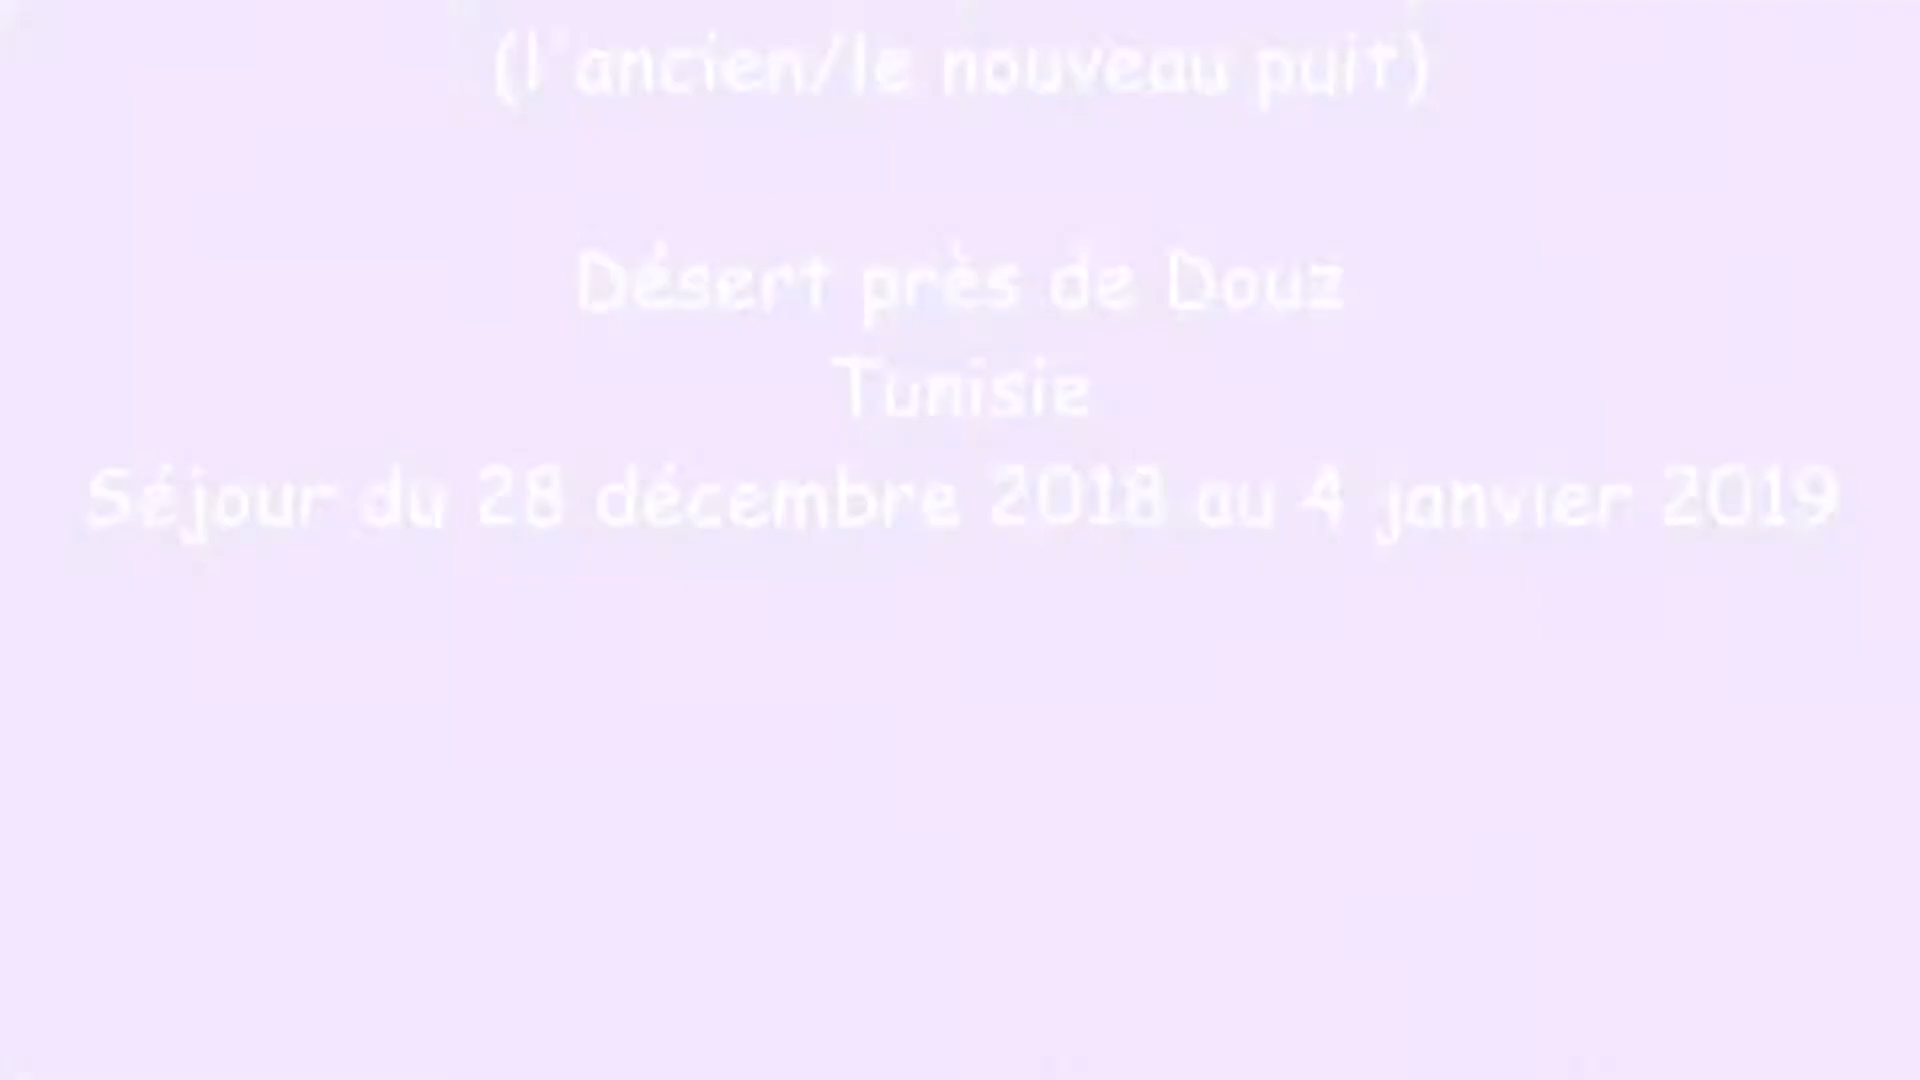 (l'ancien/le nouveau puit)
Désert près de Douz
Tunisie
Séjour du 28 décembre 2018 au 4 janvier 2019